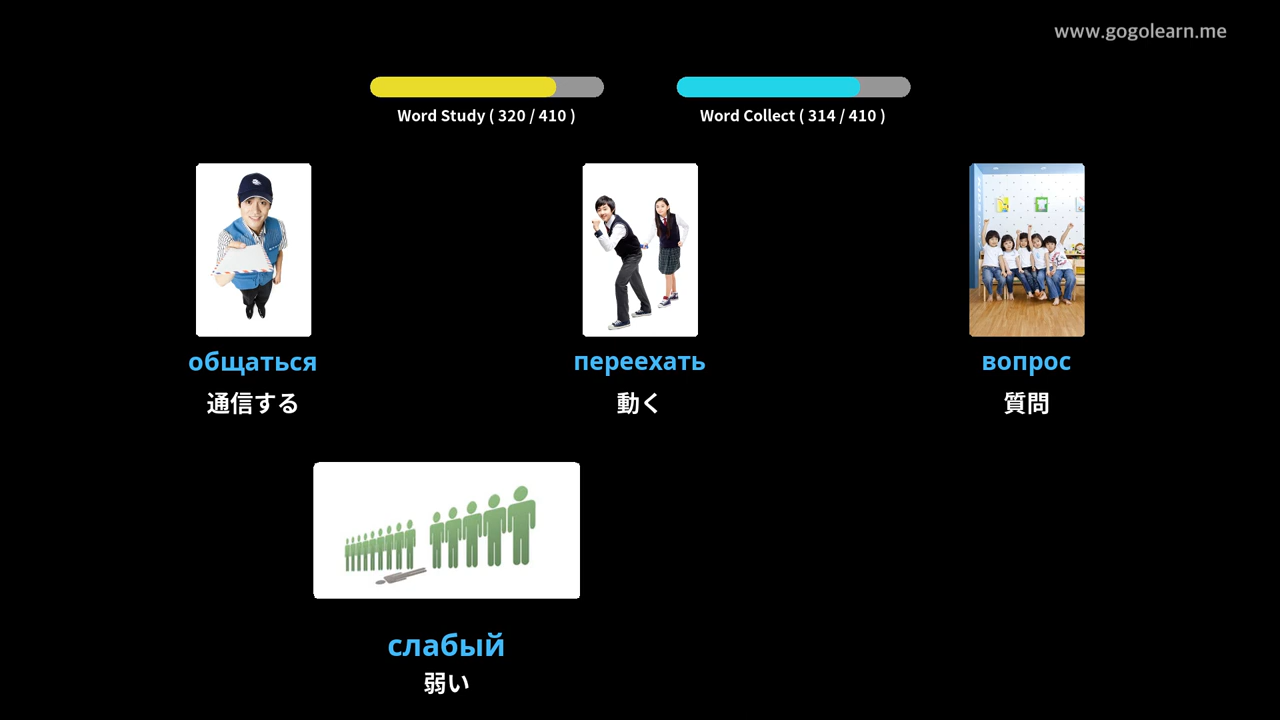 www.gogolearn.me
Word Study ( 320 / 410 )
Word Collect ( 314 / 410 )
общаться
переехать
вопрос
通信する
動く
質問
слабый
弱い